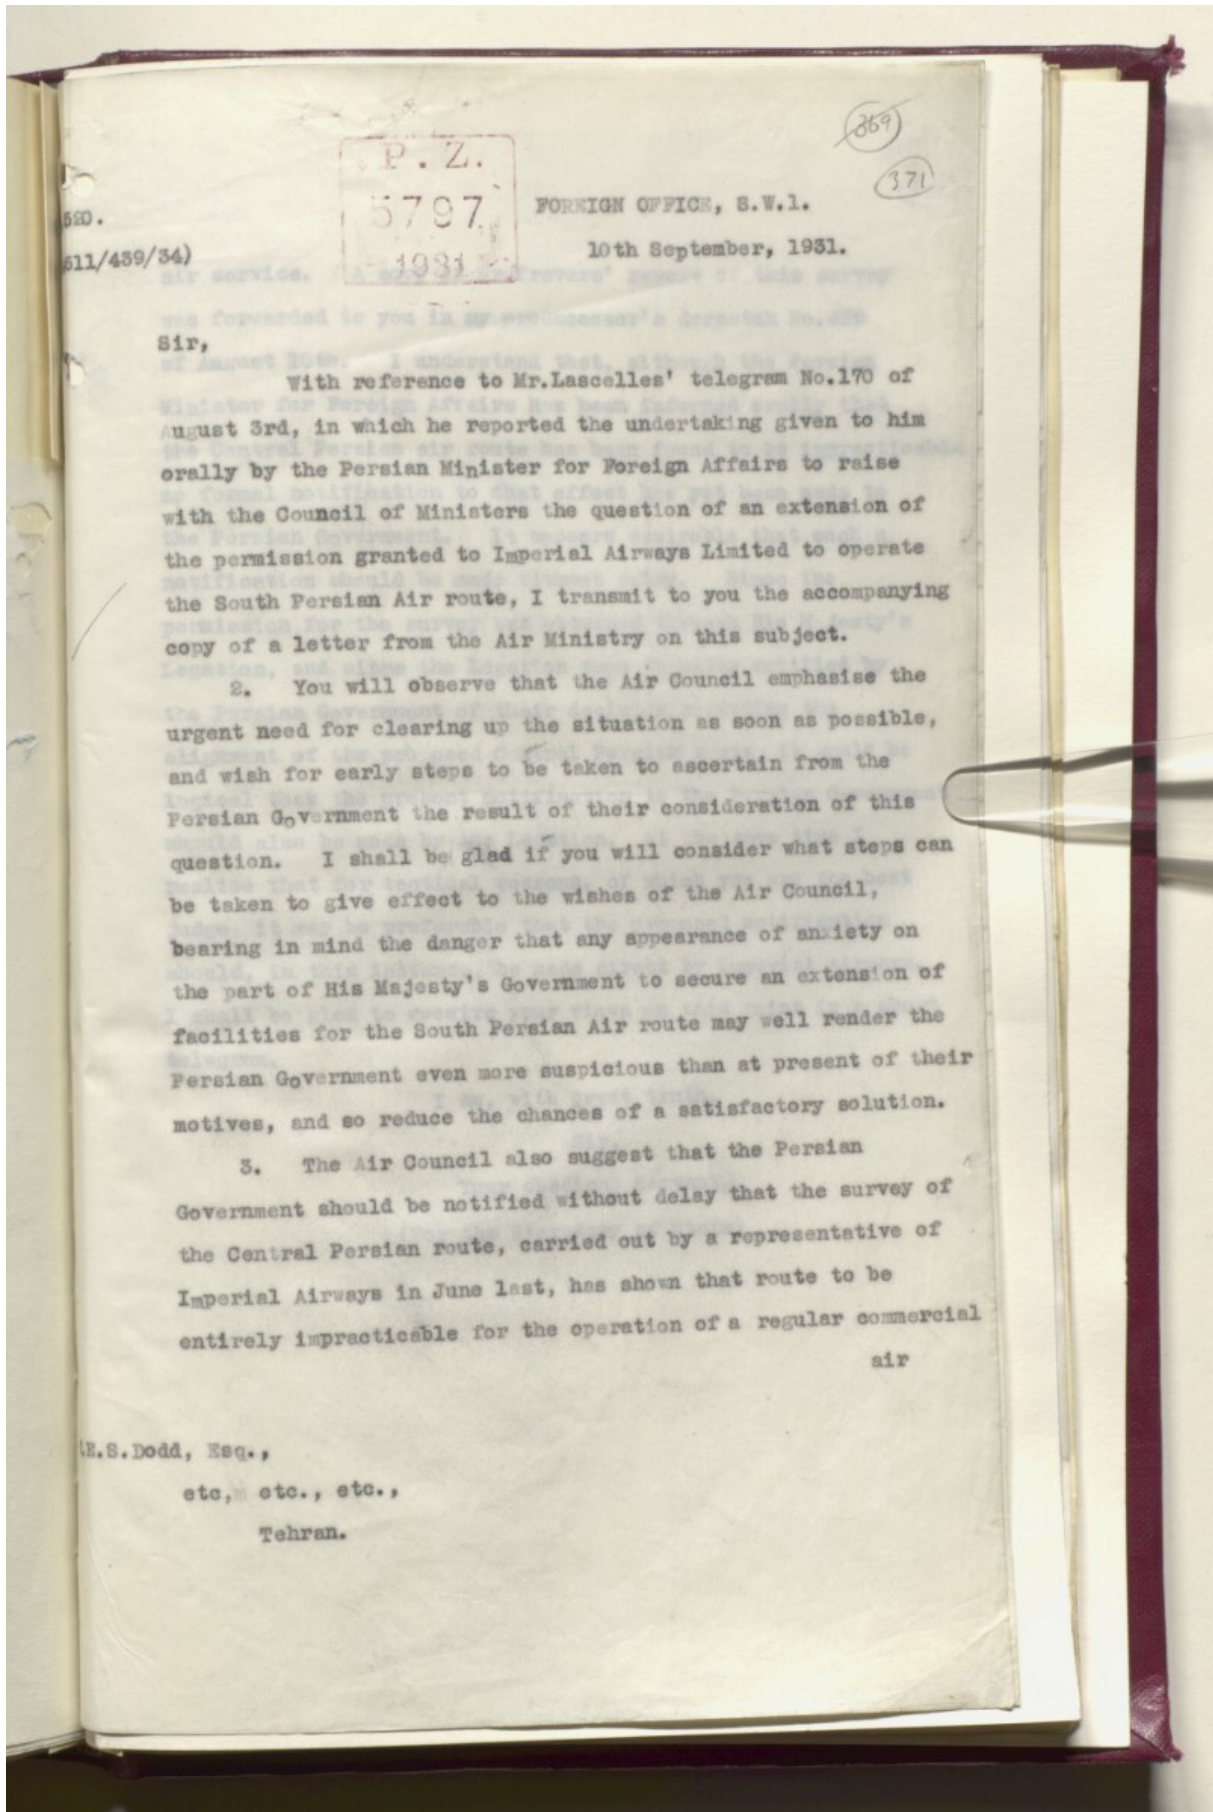 369
371
P. Z.
5797
1931
520.
FOREIGN OFFICE, S.W.1.
10th September, 1931.
511/439/34)
Sir,
With reference to Mr.Lascelles' telegram No.170 of
August 3rd, in which he reported the undertaking given to him
orally by the Persian Minister for Foreign Affairs to raise
with the Council of Ministers the question of an extension of
the permission granted to Imperial Airways Limited to operate
the South Persian Air route, I transmit to you the accompanying
copy of a letter from the Air Ministry on this subject.
2. You will observe that the Air Council emphasise the
urgent need for clearing up the situation as soon as possible,
and wish for early steps to be taken to ascertain from the
Persian Government the result of their consideration of this
question. I shall be glad if you will consider what steps can
be taken to give effect to the wishes of the Air Council,
bearing in mind the danger that any appearance of anxiety on
the part of His Majesty's Government to secure an extension of
facilities for the South Persian Air route may well render the
Persian Government even more suspicious than at present of their
motives, and so reduce the chances of a satisfactory solution.
3. The Air Council also suggest that the Persian
Government should be notified without delay that the survey of
the Central Persian route, carried out by a representative of
Imperial Airways in June last, has shown that route to be
entirely impracticable for the operation of a regular commercial
air
.E.S.Dodd, Esq.,
etc, etc., etc.,
Tehran.